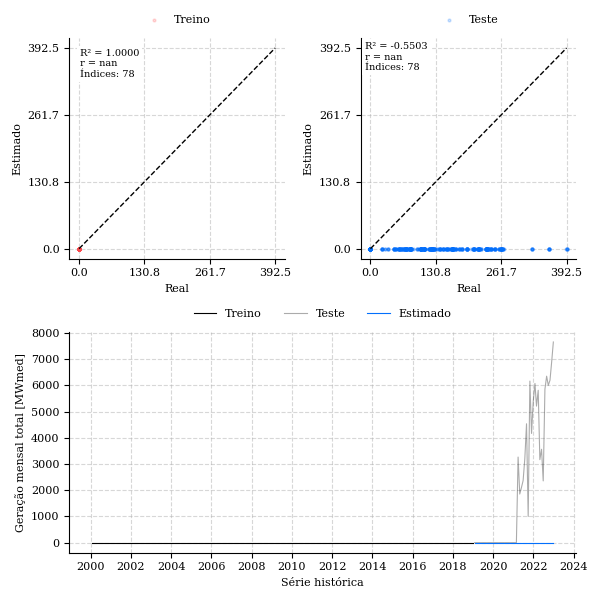 Treino
Teste
R² = 1.0000
r = nan
Índices: 78
R² = -0.5503
r = nan
Índices: 78
392.5
261.7
130.8
0.0
Estimado
0.0 130.8 261.7 392.5
Real
392.5
261.7
130.8
0.0
Estimado
0.0 130.8 261.7 392.5
Real
Treino Teste Estimado
8000
7000
6000
5000
4000
3000
2000
1000
0
Geração mensal total [MWmed]
2000 2002 2004 2006 2008 2010 2012 2014 2016 2018 2020 2022 2024
Série histórica